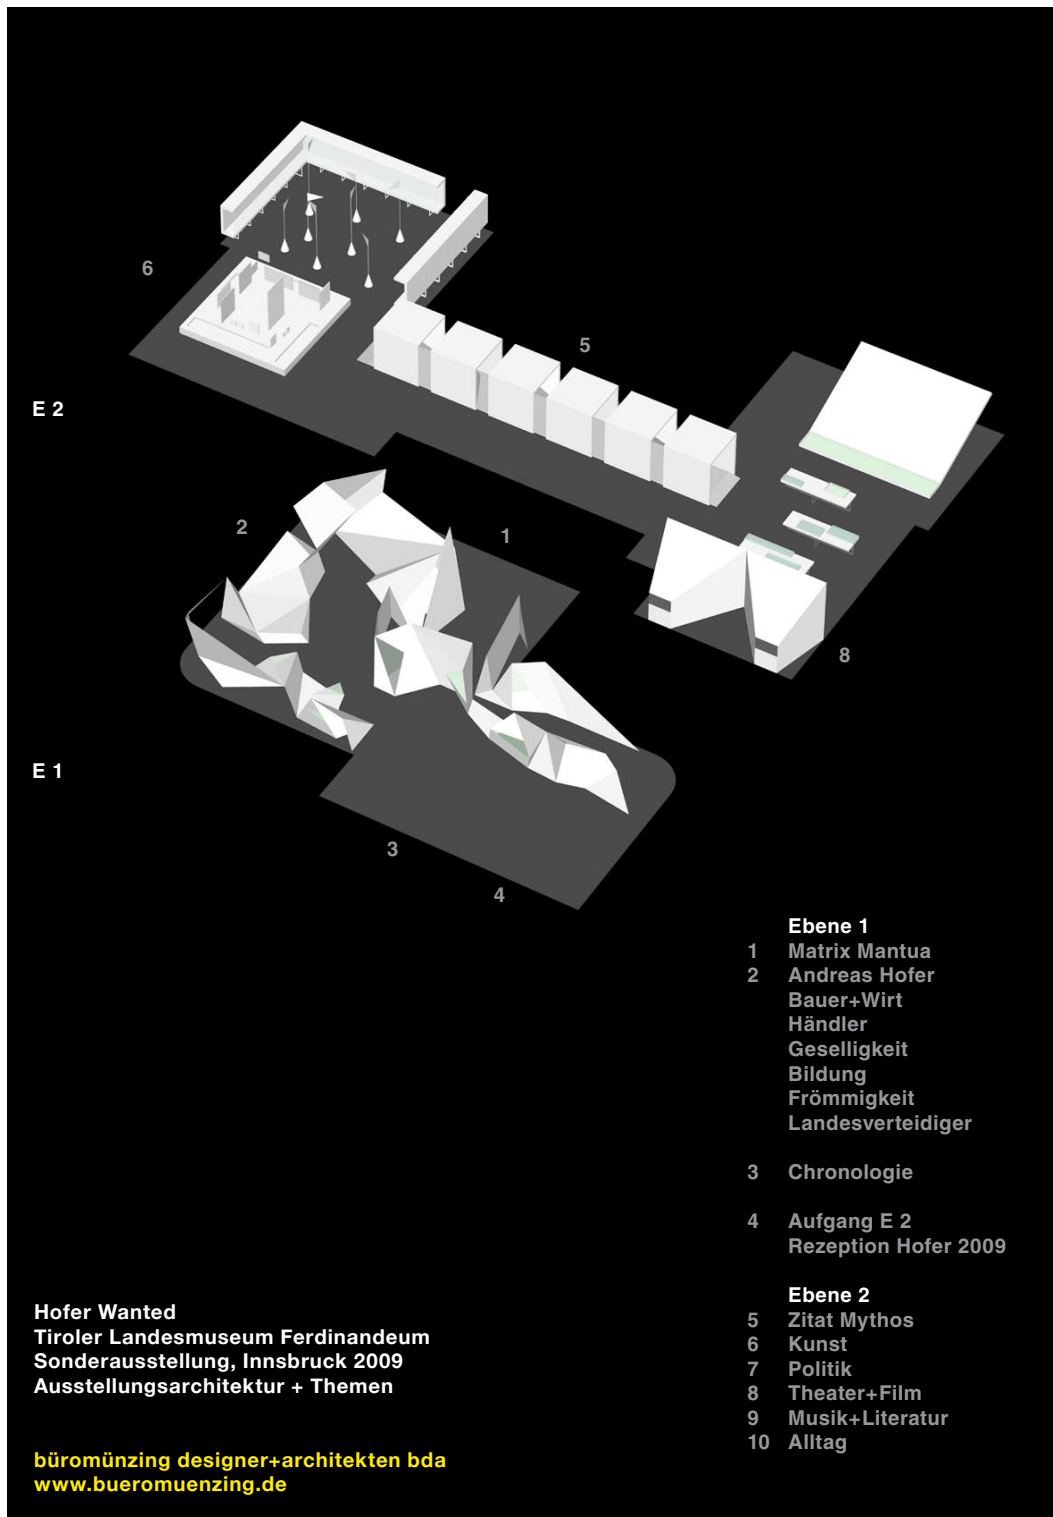 6
5
E 2
2
1
8
E 1
3
4
Ebene 1
1 Matrix Mantua
2 Andreas Hofer
Bauer+Wirt
Händler
Geselligkeit
Bildung
Frömmigkeit
Landesverteidiger
3 Chronologie
4 Aufgang E 2
Rezeption Hofer 2009
Ebene 2
5 Zitat Mythos
6 Kunst
7 Politik
8 Theater+Film
9 Musik+Literatur
10 Alltag
Hofer Wanted
Tiroler Landesmuseum Ferdinandeum
Sonderausstellung, Innsbruck 2009
Ausstellungsarchitektur + Themen
büromünzing designer+architekten bda
www.bueromuenzing.de